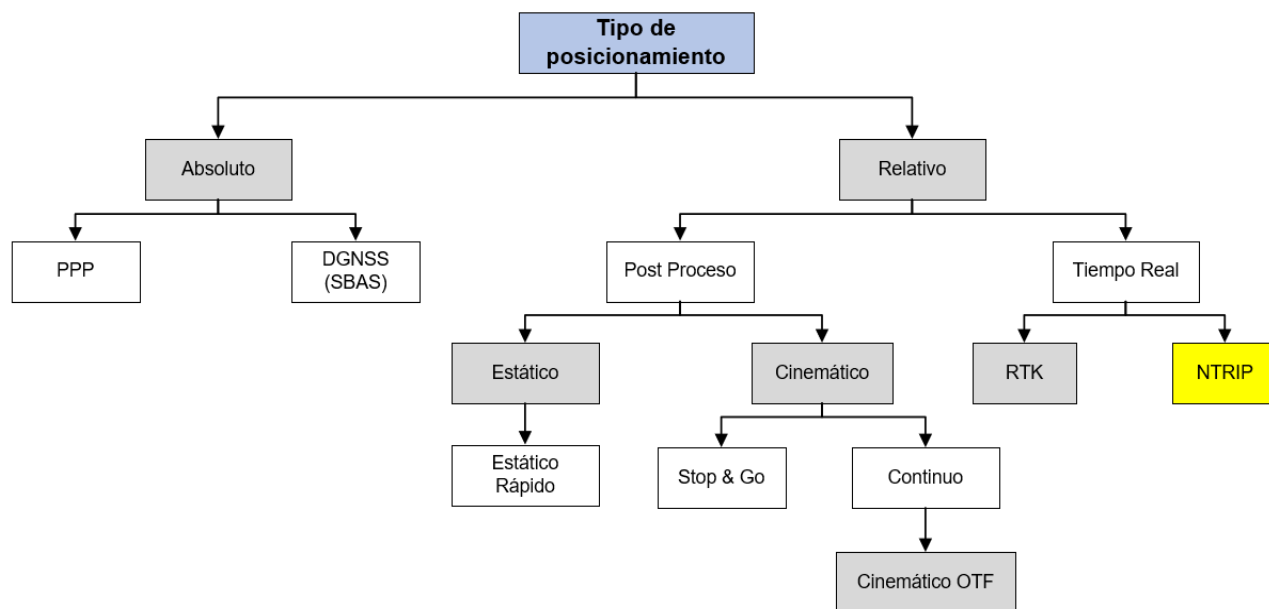 Tipo de
posicionamiento
Absoluto
Relativo
PPP
DGNSS
(SBAS)
Post Proceso
Tiempo Real
Estático
Cinemático
RTK
NTRIP
Estático
Rápido
Stop & Go
Continuo
Cinemático OTF